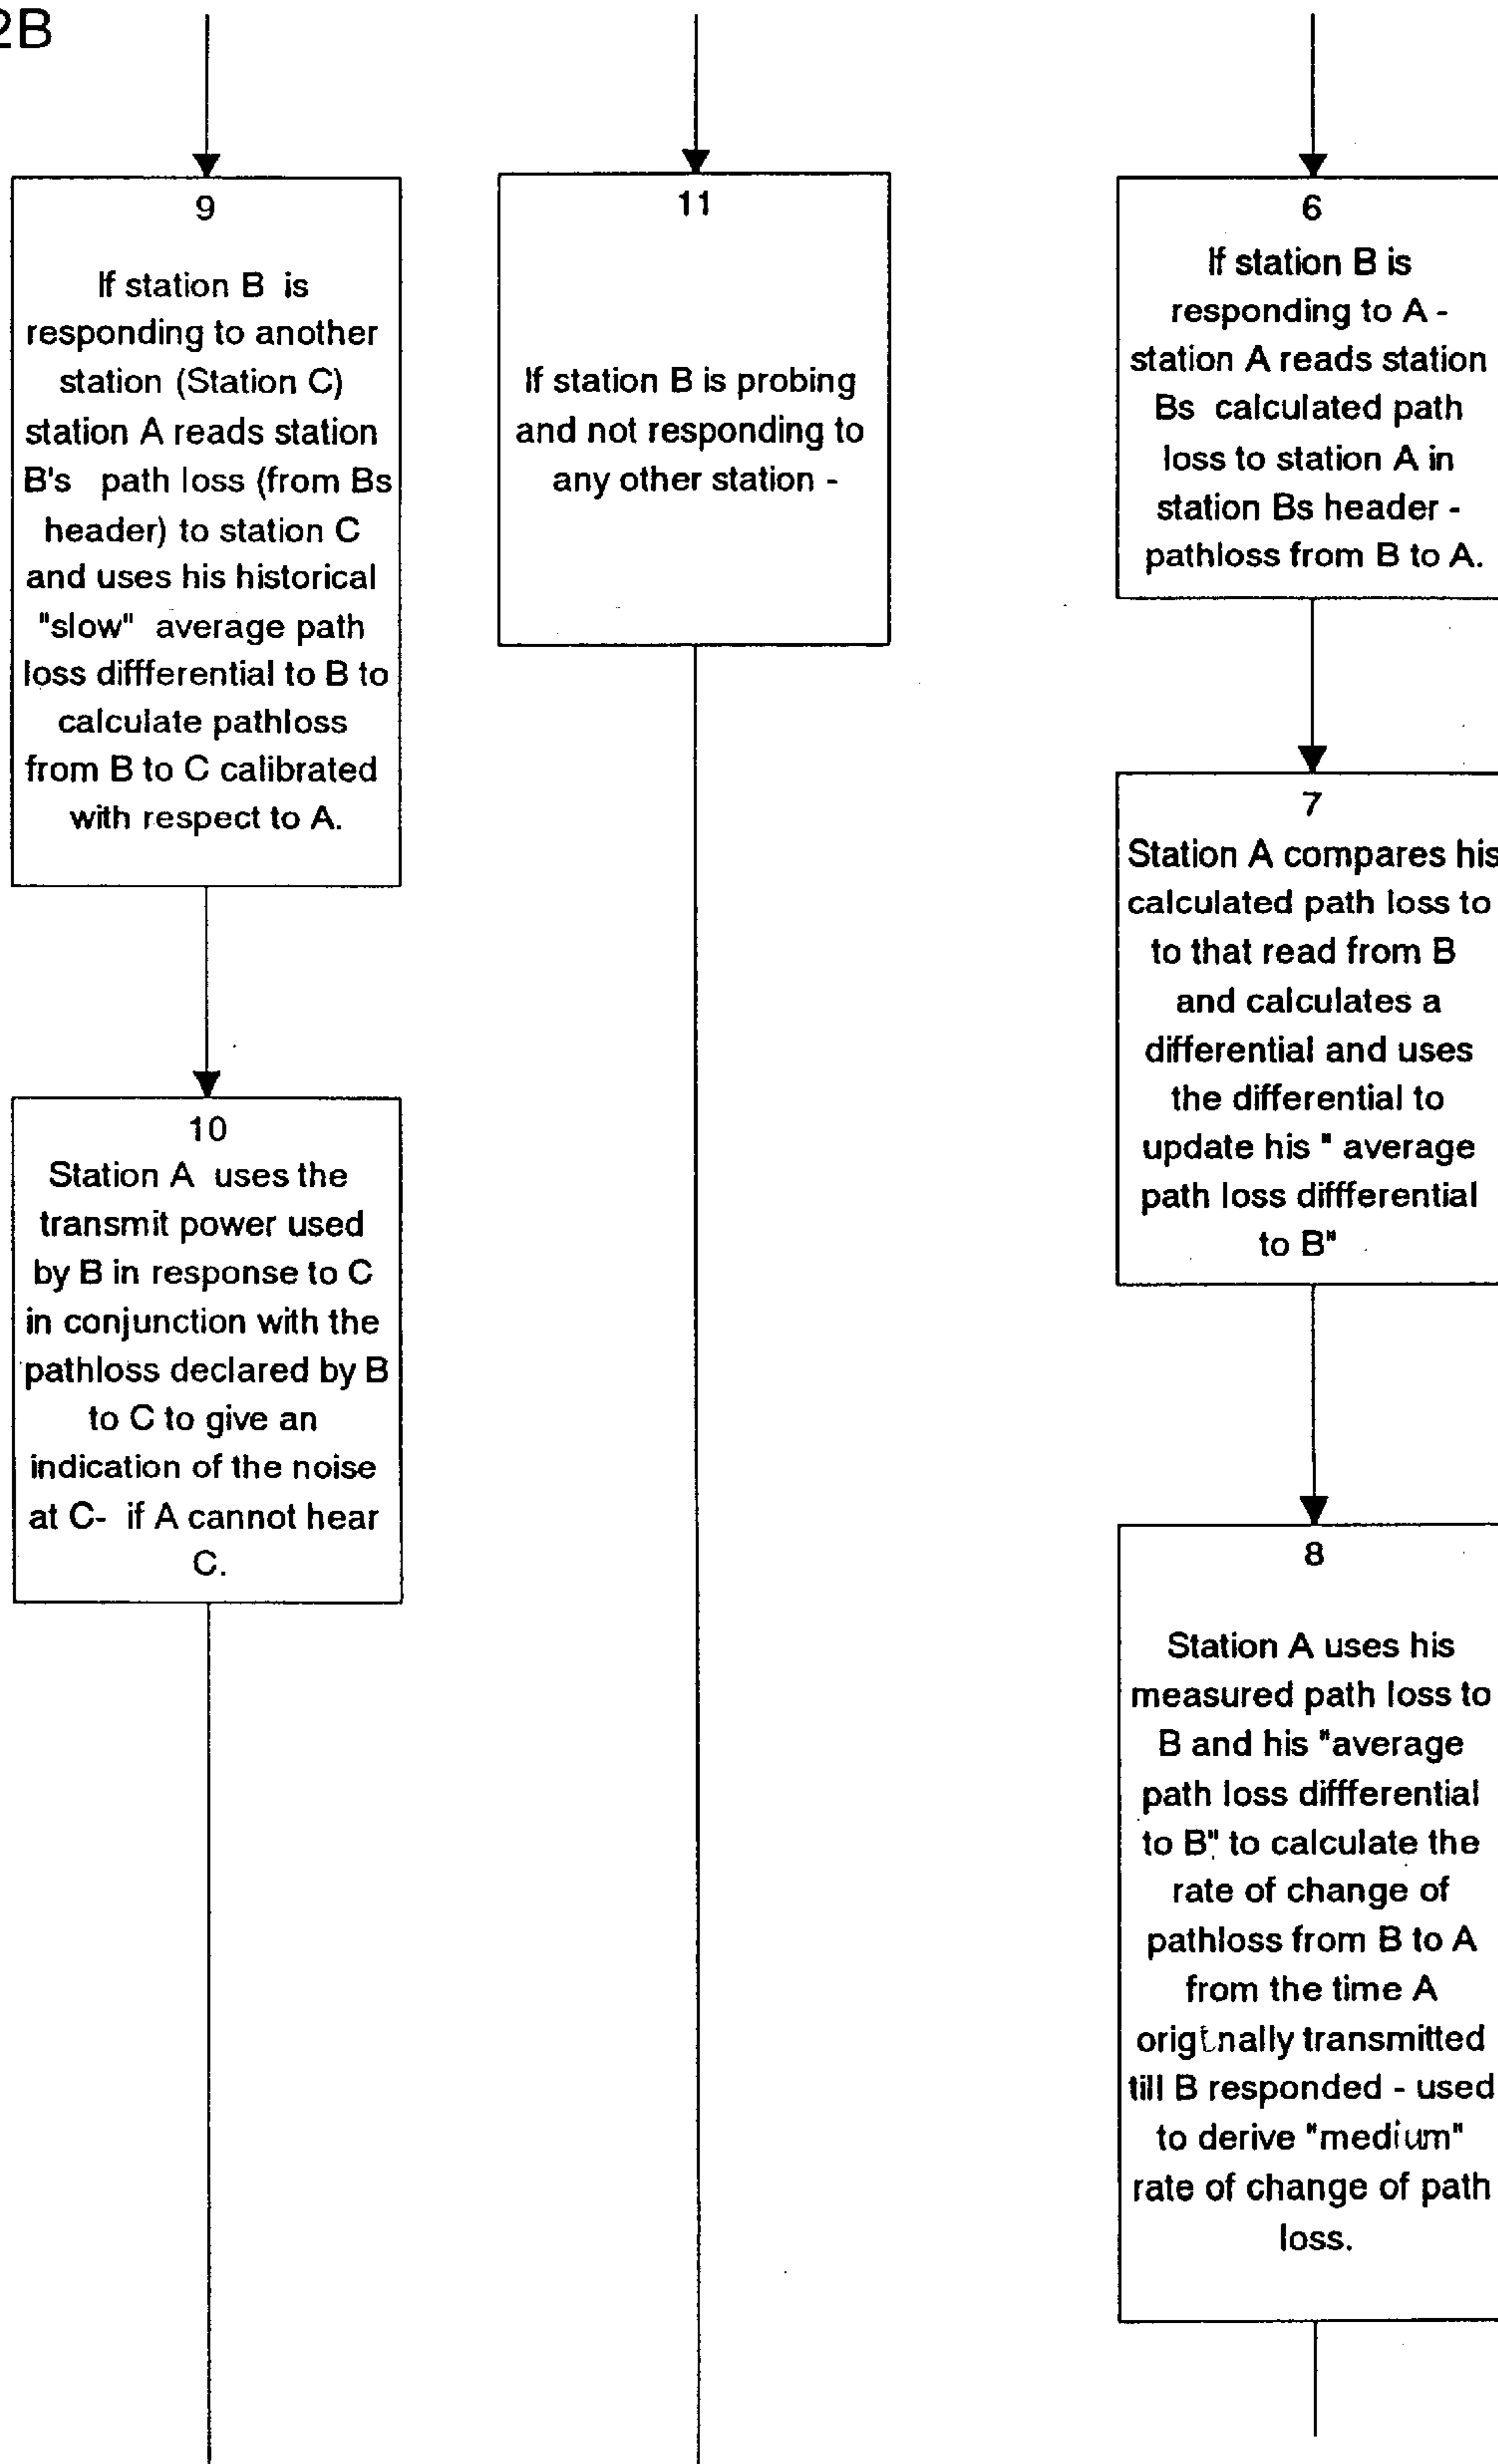 2B
9
If station B is
responding to another
station (Station C)
station A reads station
B's path loss (from Bs
header) to station C
and uses his historical
"slow" average path
loss diffferential to B to
calculate pathloss
from B to C calibrated
with respect to A.
10
Station A uses the
transmit power used
by B in response to C
in conjunction with the
pathloss declared by B
to C to give an
indication of the noise
at C- if A cannot hear
C.
11
If station B is probing
and not responding to
any other station -
6
If station B is
responding to A -
station A reads station
Bs calculated path
loss to station A in
station Bs header -
pathloss from B to A.
7
Station A compares his
calculated path loss to
to that read from B
and calculates a
differential and uses
the differential to
update his " average
path loss diffferential
to B"
8
Station A uses his
measured path loss to
B and his "average
path loss diffferential
to B" to calculate the
rate of change of
pathloss from B to A
from the time A
originally transmitted
till B responded - used
to derive "medium"
rate of change of path
loss.